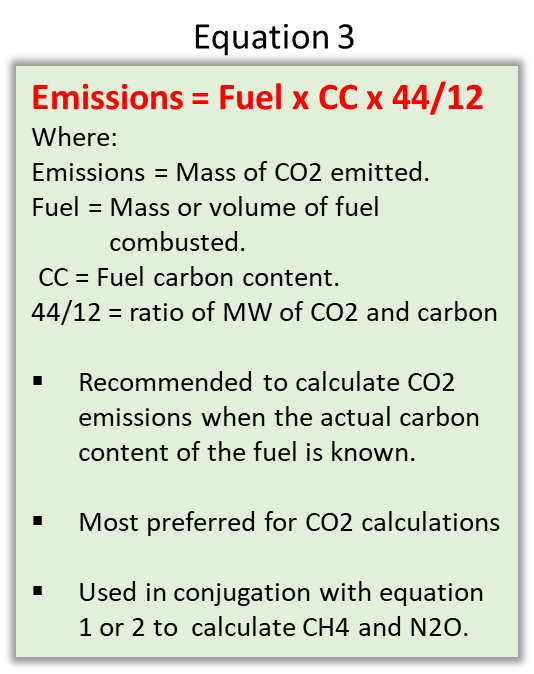 Equation 3
Emissions = Fuel x CC x 44/12
Where:
Emissions = Mass of CO2 emitted.
Fuel = Mass or volume of fuel
combusted.
CC = Fuel carbon content.
44/12 = ratio of MW of CO2 and carbon
▪ Recommended to calculate CO2
emissions when the actual carbon
content of the fuel is known.
▪ Most preferred for CO2 calculations
▪ Used in conjugation with equation
1 or 2 to calculate CH4 and N2O.